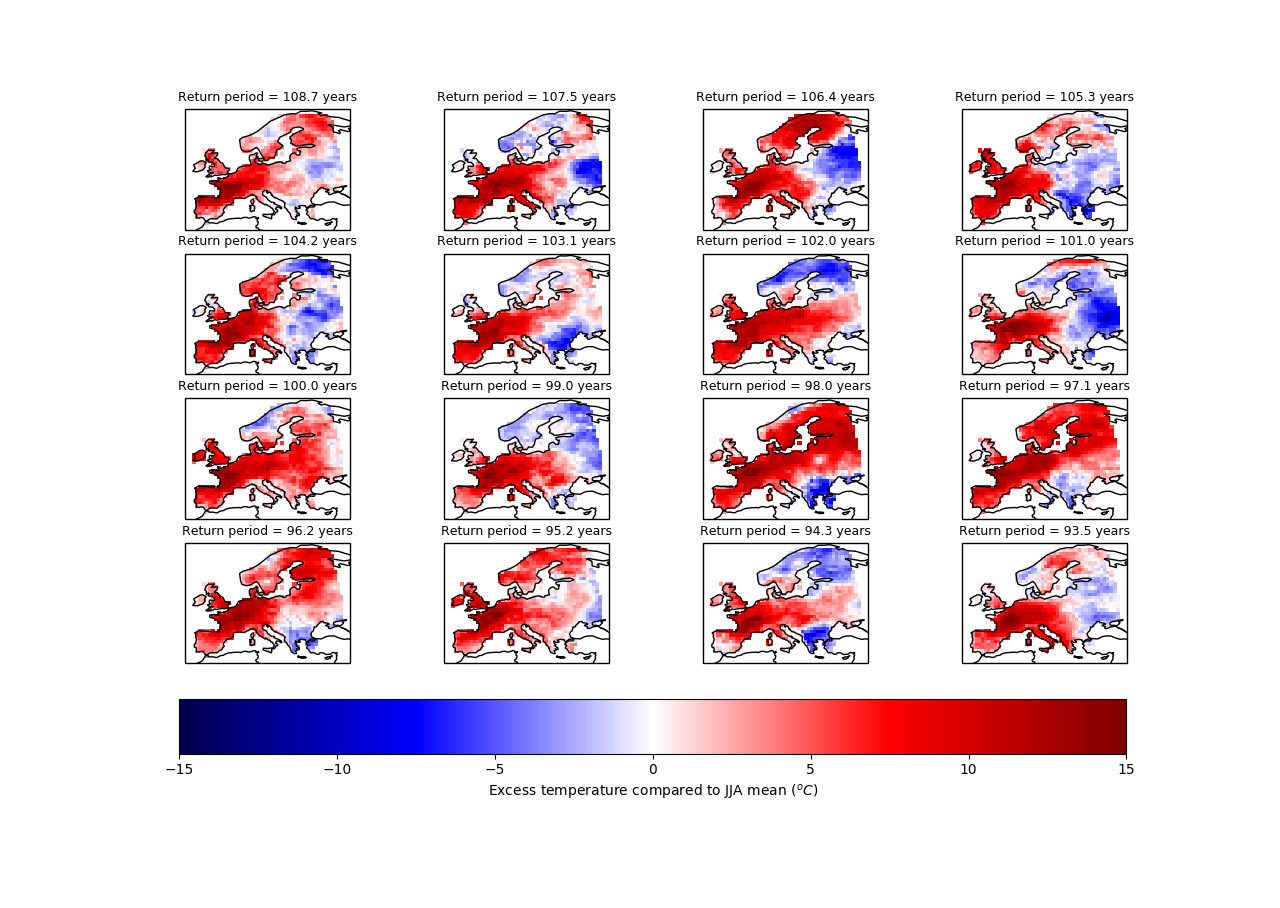 Return period = 108.7 years
Return period = 107.5 years
Return period = 106.4 years
Return period = 105.3 years
Return period = 104.2 years
Return period = 103.1 years
Return period = 102.0 years
Return period = 101.0 years
Return period = 100.0 years
Return period = 99.0 years
Return period = 98.0 years
Return period = 97.1 years
Return period = 96.2 years
Return period = 95.2 years
Return period = 94.3 years
Return period = 93.5 years
−15 −10 −5 0 5 10 15
Excess temperature compared to JJA mean (°C)